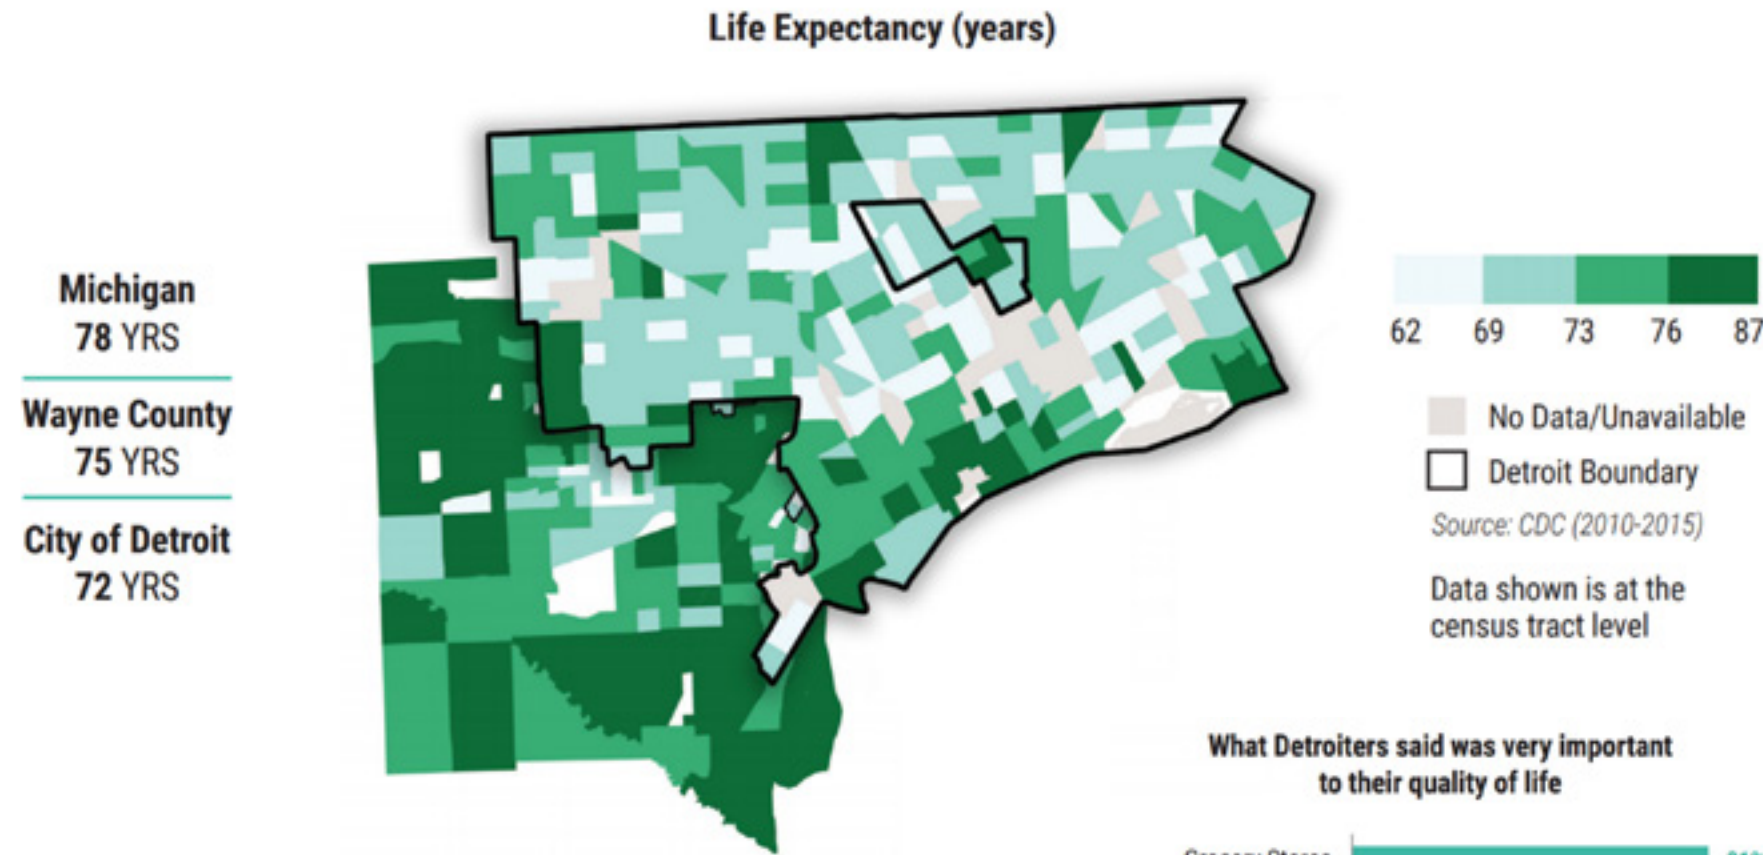 Life Expectancy (years)
Michigan
78 YRS
Wayne County
75 YRS
City of Detroit
72 YRS
62 69 73 76 87
No Data/Unavailable
Detroit Boundary
Source: CDC (2010-2015)
Data shown is at the
census tract level
What Detroiters said was very important
to their quality of life